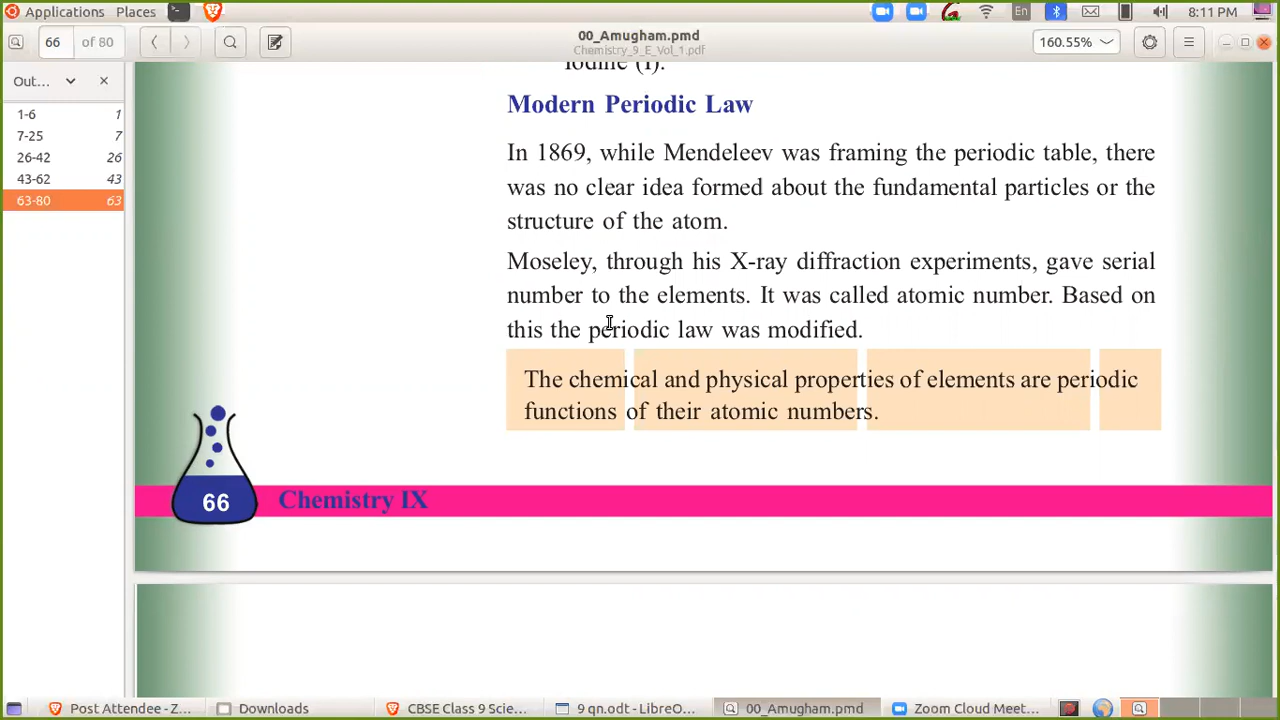 Applications Places En 8:11 PM
66 of 80 00_Amugham.pmd 160.55%
Chemistry_9_E_Vol_1.pdf
Out...
1-6 1
7-25 7
26-42 26
43-62 43
63-80 63
Iodine (I).
Modern Periodic Law
In 1869, while Mendeleev was framing the periodic table, there
was no clear idea formed about the fundamental particles or the
structure of the atom.
Moseley, through his X-ray diffraction experiments, gave serial
number to the elements. It was called atomic number. Based on
this the periodic law was modified.
The chemical and physical properties of elements are periodic
functions of their atomic numbers.
66 Chemistry IX
Post Attendee - Z... Downloads CBSE Class 9 Scie... 9 qn.odt - LibreO... 00_Amugham.pmd Zoom Cloud Meet...